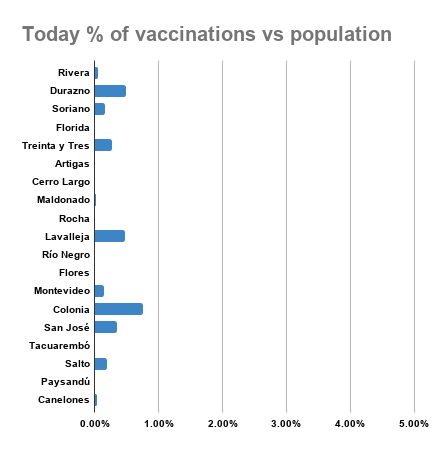 Today % of vaccinations vs population
Rivera
Durazno
Soriano
Florida
Treinta y Tres
Artigas
Cerro Largo
Maldonado
Rocha
Lavalleja
Río Negro
Flores
Montevideo
Colonia
San José
Tacuarembó
Salto
Paysandú
Canelones
0.00% 1.00% 2.00% 3.00% 4.00% 5.00%